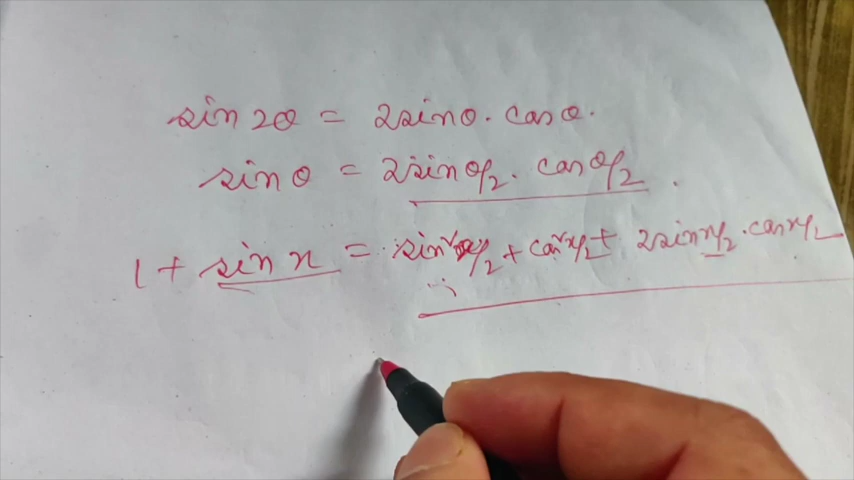 sin 2θ = 2sinθ. cosθ.
sinθ = 2sinθ/2. cosθ/2.
1 + sin x = sin²x/2 + cos²x/2 + 2sinx/2. cosx/2